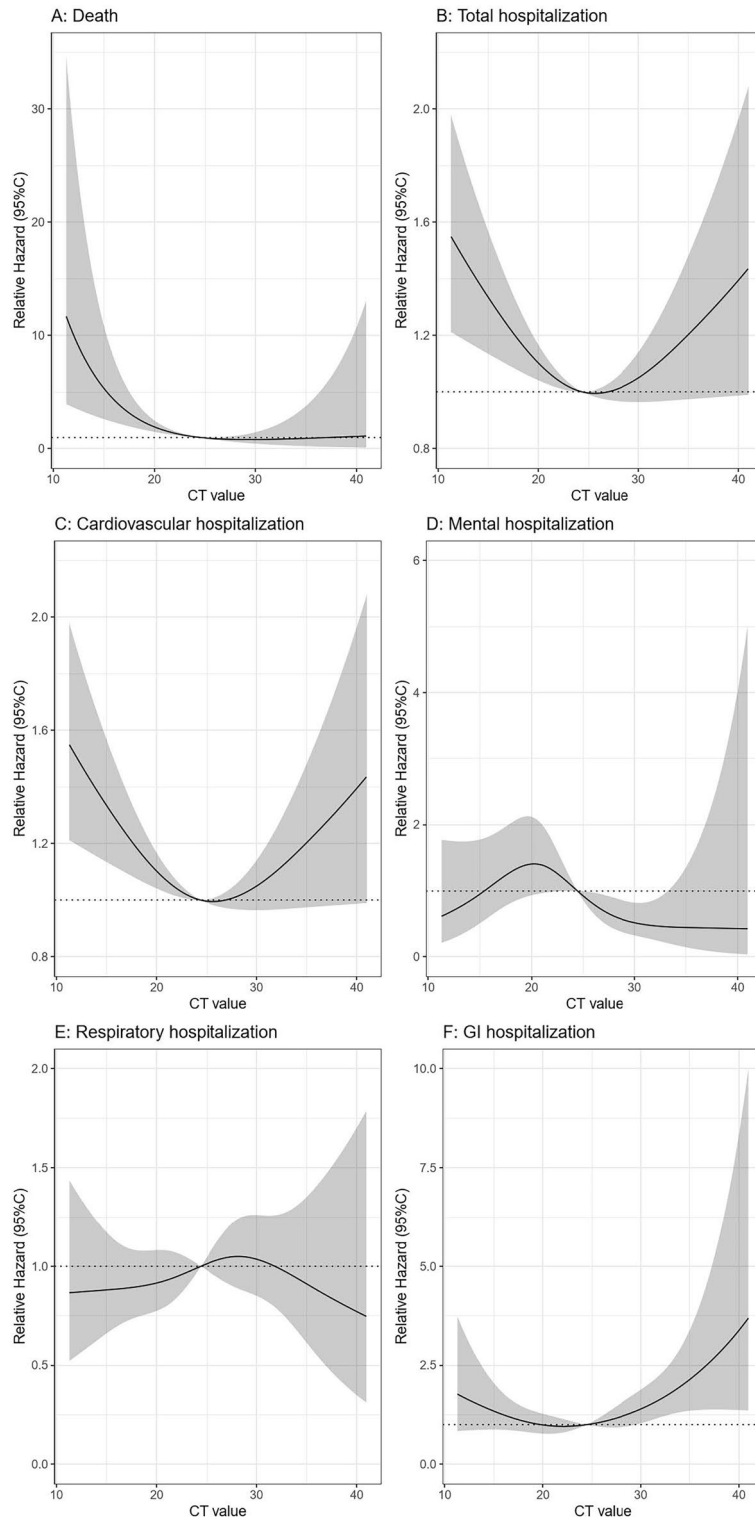 A: Death
Relative Hazard (95%C)
30
20
10
0
10 20 30 40
CT value
B: Total hospitalization
Relative Hazard (95%C)
2.0
1.6
1.2
0.8
10 20 30 40
CT value
C: Cardiovascular hospitalization
Relative Hazard (95%C)
2.0
1.6
1.2
0.8
10 20 30 40
CT value
D: Mental hospitalization
Relative Hazard (95%C)
6
4
2
0
10 20 30 40
CT value
E: Respiratory hospitalization
Relative Hazard (95%C)
2.0
1.5
1.0
0.5
0.0
10 20 30 40
CT value
F: GI hospitalization
Relative Hazard (95%C)
10.0
7.5
5.0
2.5
0.0
10 20 30 40
CT value